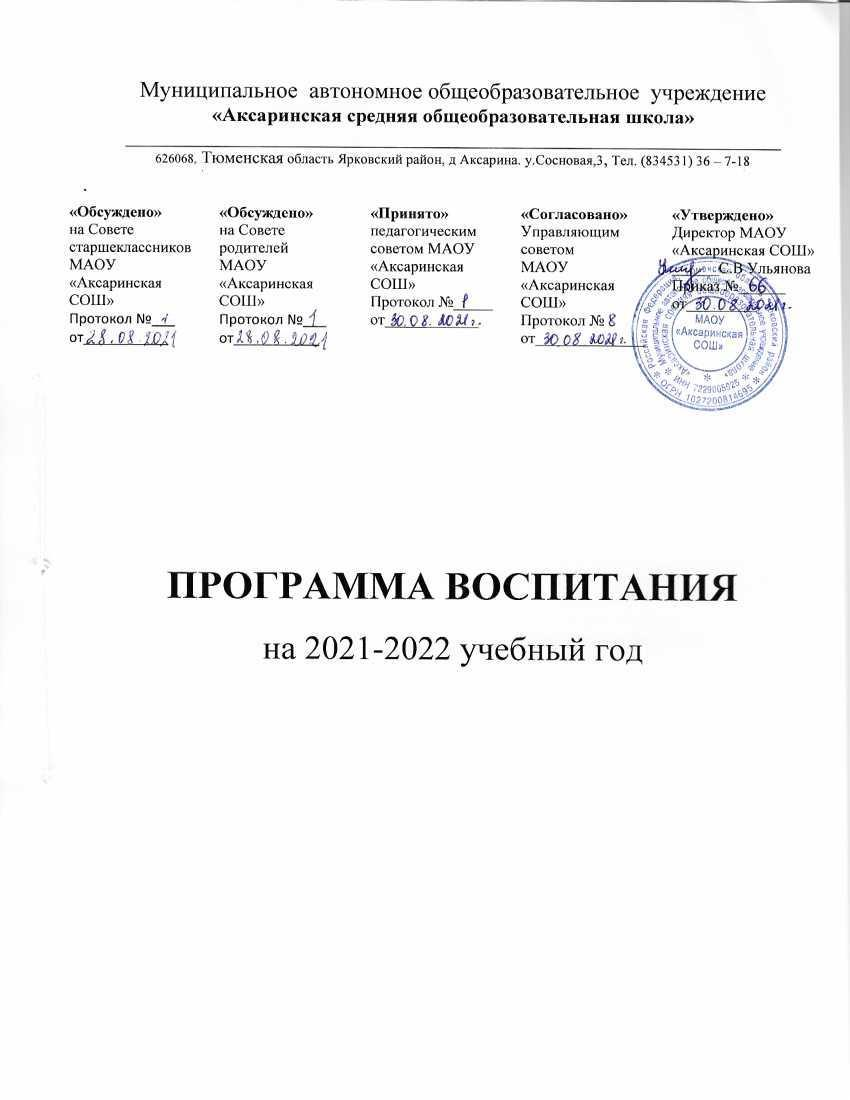 Муниципальное автономное общеобразовательное учреждение
«Аксаринская средняя общеобразовательная школа»
626068, Тюменская область Ярковский район, д Аксарина. у.Сосновая,3, Тел. (834531) 36 – 7-18
«Обсуждено»
на Совете
старшеклассников
МАОУ
«Аксаринская
СОШ»
Протокол № 1
от 28.08.2021
«Обсуждено»
на Совете
родителей
МАОУ
«Аксаринская
СОШ»
Протокол № 1
от 28.08.2021
«Принято»
педагогическим
советом МАОУ
«Аксаринская
СОШ»
Протокол № 1
от 30.08.2021г.
«Согласовано»
Управляющим
советом
МАОУ
«Аксаринская
СОШ»
Протокол № 8
от 30 08 2021г.
«Утверждено»
Директор МАОУ
«Аксаринская СОШ»
С.В Ульянова
Приказ № 66
от 30.08.2021г.
МАОУ
«Аксаринская
СОШ»
ОГРН 1027200814695
ПРОГРАММА ВОСПИТАНИЯ
на 2021-2022 учебный год